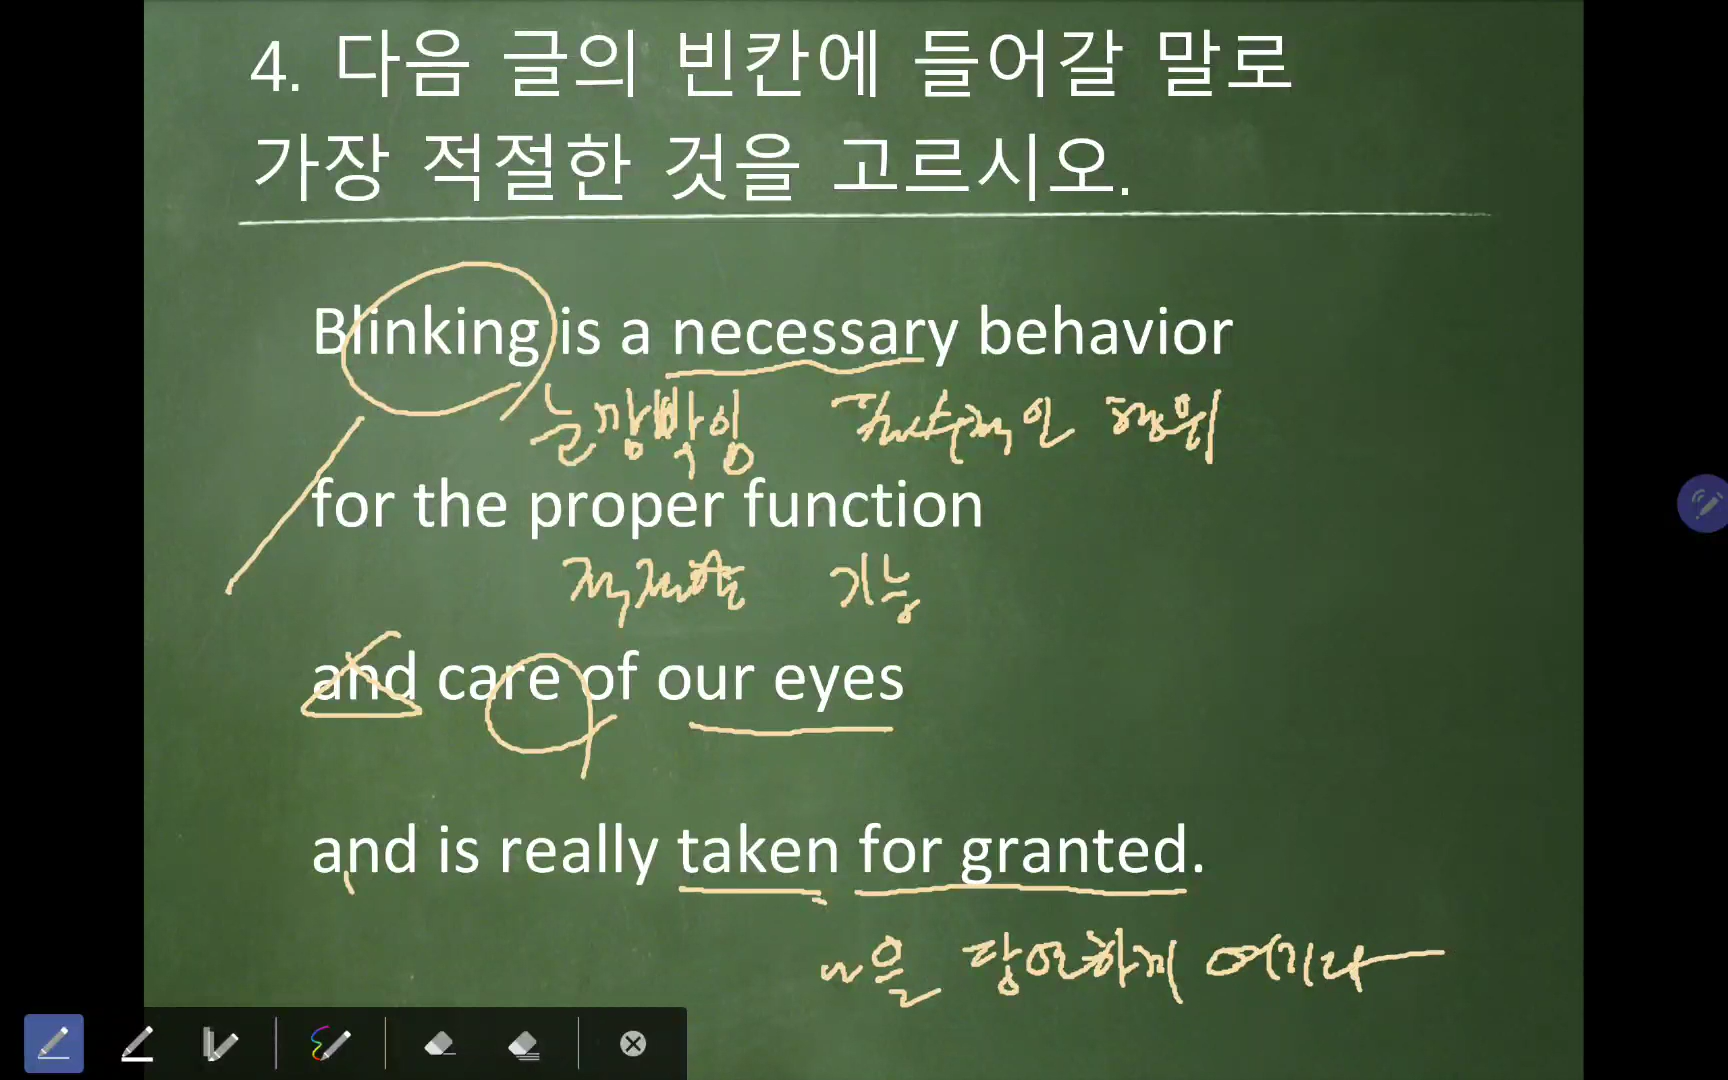 4. 다음 글의 빈칸에 들어갈 말로
가장 적절한 것을 고르시오.
Blinking is a necessary behavior
눈깜박임 필수적인 행위
for the proper function
적절한 기능
and care of our eyes
and is really taken for granted.
~을 당연하게 여기다